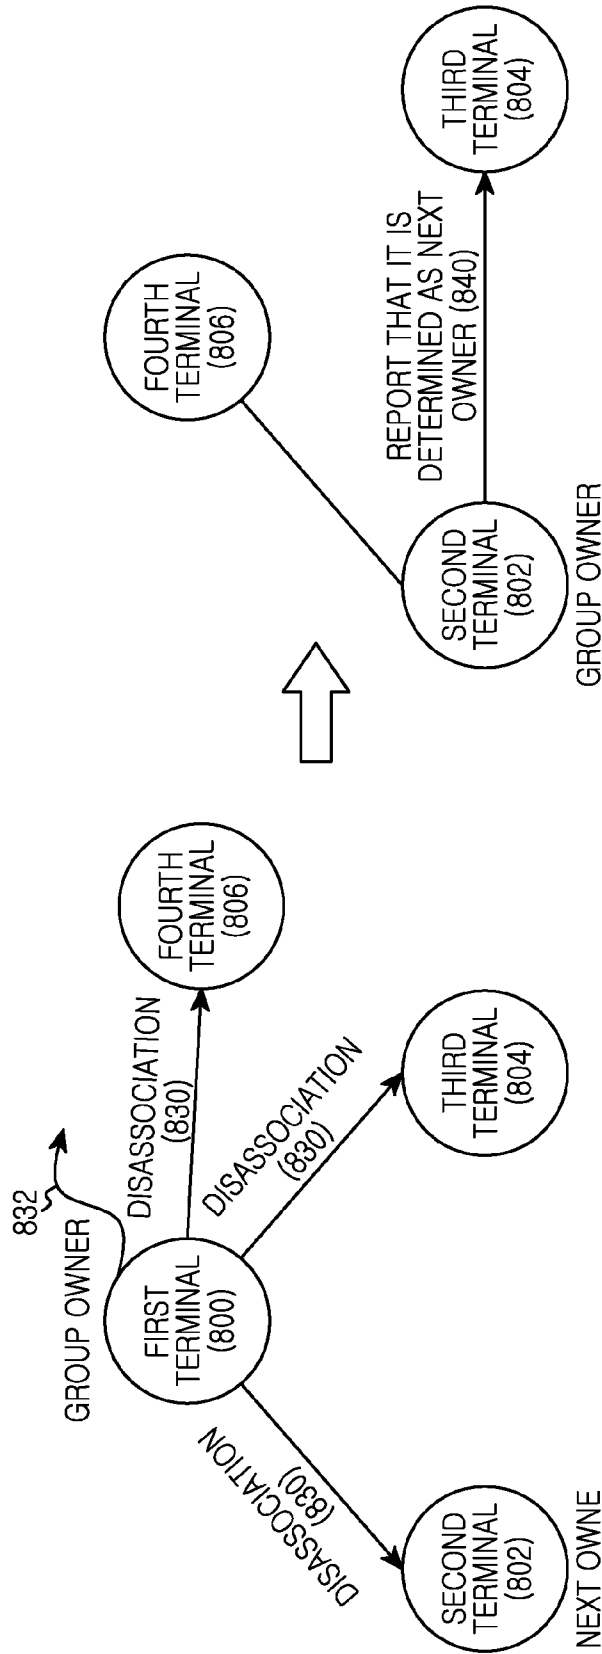 832
GROUP OWNER
FIRST
TERMINAL
(800)
DISASSOCIATION
(830)
FOURTH
TERMINAL
(806)
DISASSOCIATION
(830)
THIRD
TERMINAL
(804)
DISASSOCIATION
(830)
SECOND
TERMINAL
(802)
NEXT OWNE
FOURTH
TERMINAL
(806)
REPORT THAT IT IS
DETERMINED AS NEXT
OWNER (840)
SECOND
TERMINAL
(802)
GROUP OWNER
THIRD
TERMINAL
(804)